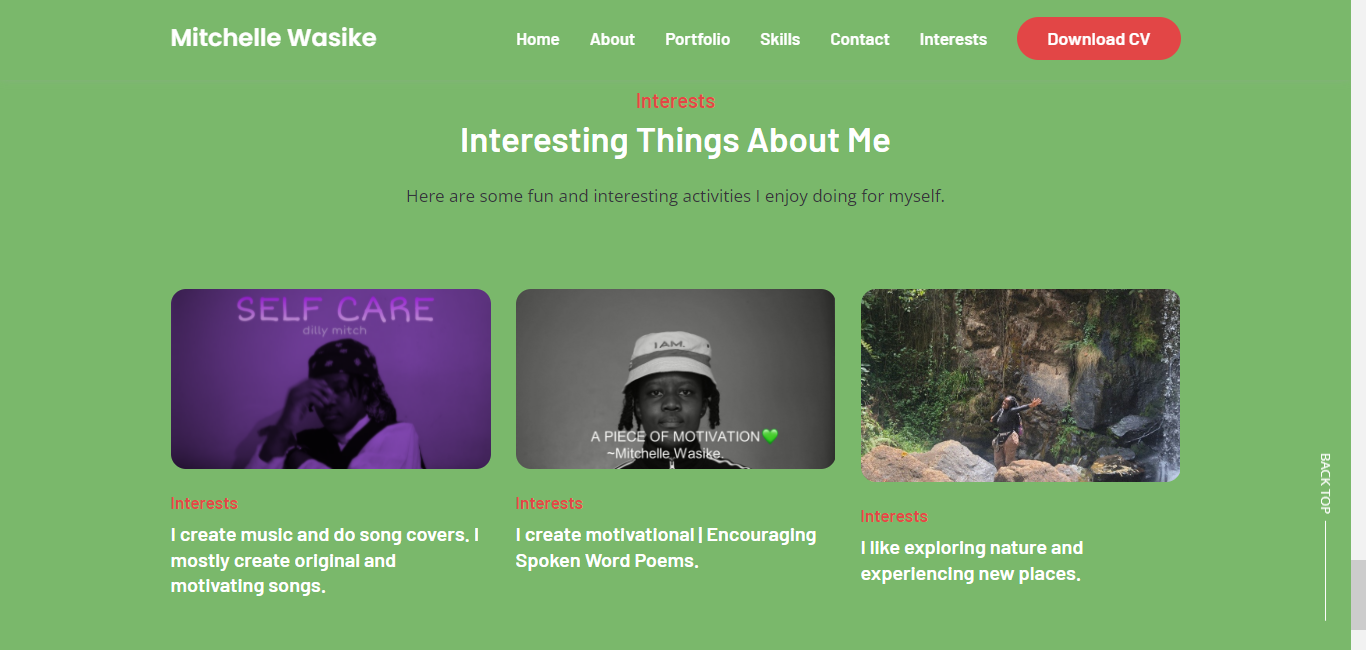 Mitchelle Wasike
Home About Portfolio Skills Contact Interests Download CV
Interests
Interesting Things About Me
Here are some fun and interesting activities I enjoy doing for myself.
SELF CARE
dilly mitch
I AM.
A PIECE OF MOTIVATION💚
~Mitchelle Wasike.
Interests
I create music and do song covers. I
mostly create original and
motivating songs.
Interests
I create motivational | Encouraging
Spoken Word Poems.
Interests
I like exploring nature and
experiencing new places.
BACK TOP